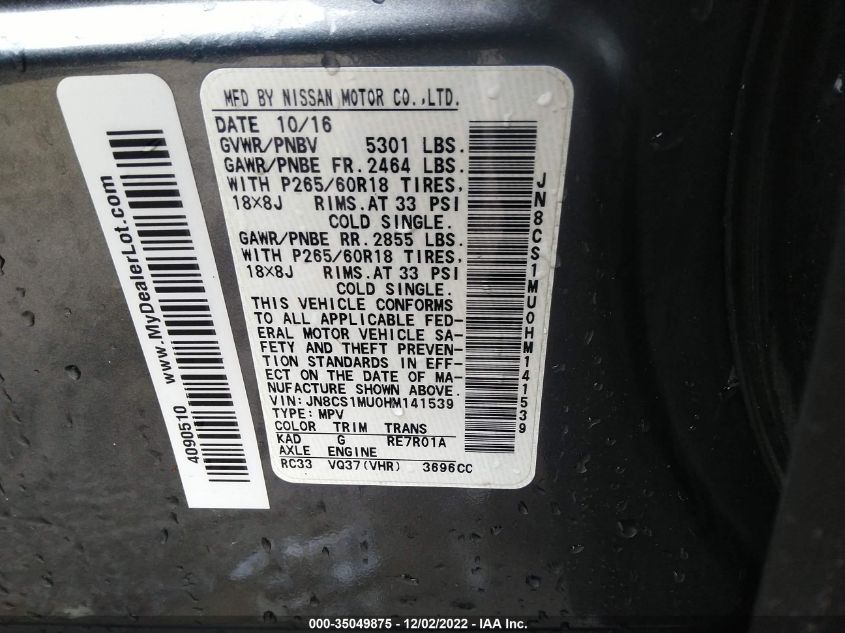 MFD BY NISSAN MOTOR CO.,LTD.
DATE 10/16
GVWR/PNBV 5301 LBS.
GAWR/PNBE FR. 2464 LBS.
WITH P265/60R18 TIRES,
18X8J RIMS.AT 33 PSI
COLD SINGLE.
GAWR/PNBE RR. 2855 LBS.
WITH P265/60R18 TIRES,
18X8J RIMS.AT 33 PSI
COLD SINGLE.
THIS VEHICLE CONFORMS
TO ALL APPLICABLE FED-
ERAL MOTOR VEHICLE SA-
FETY AND THEFT PREVEN-
TION STANDARDS IN EFF-
ECT ON THE DATE OF MA-
NUFACTURE SHOWN ABOVE.
VIN: JN8CS1MU0HM141539
TYPE: MPV
COLOR TRIM TRANS
KAD G RE7R01A
AXLE ENGINE
RC33 VQ37(VHR) 3696CC
JN8CS1MU0HM141539
www.MyDealerLot.com
4090510
000-35049875 - 12/02/2022 - IAA Inc.